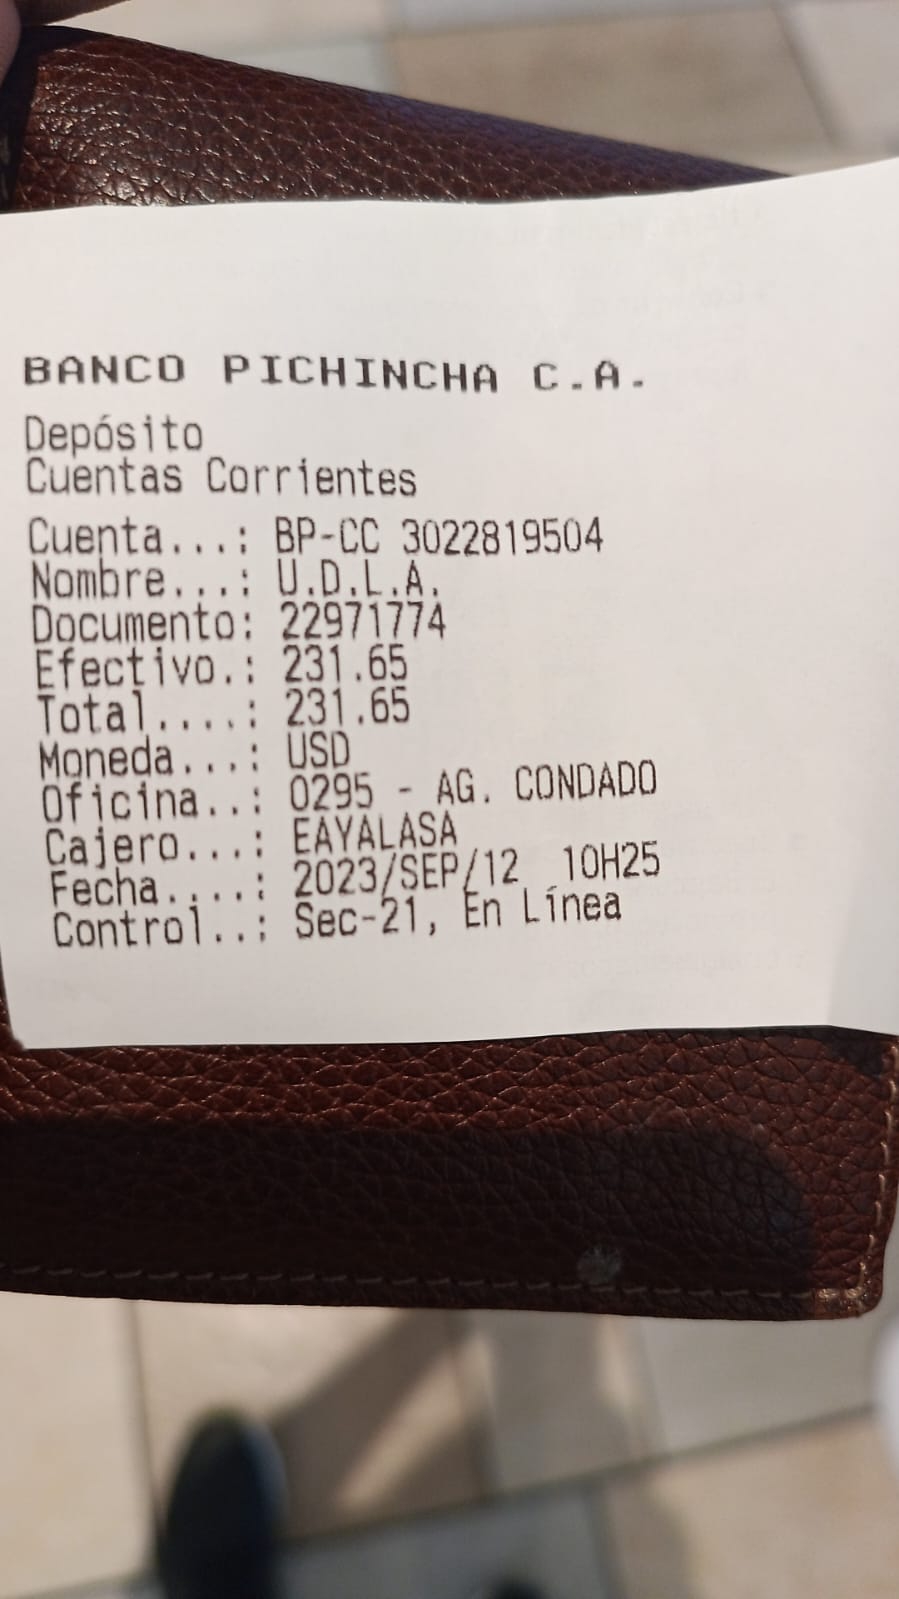 BANCO PICHINCHA C.A.
Depósito
Cuentas Corrientes
Cuenta...: BP-CC 3022819504
Nombre...: U.D.L.A.
Documento: 22971774
Efectivo.: 231.65
Total....: 231.65
Moneda...: USD
Oficina..: 0295 - AG. CONDADO
Cajero...: EAYALASA
Fecha....: 2023/SEP/12 10H25
Control..: Sec-21, En Línea